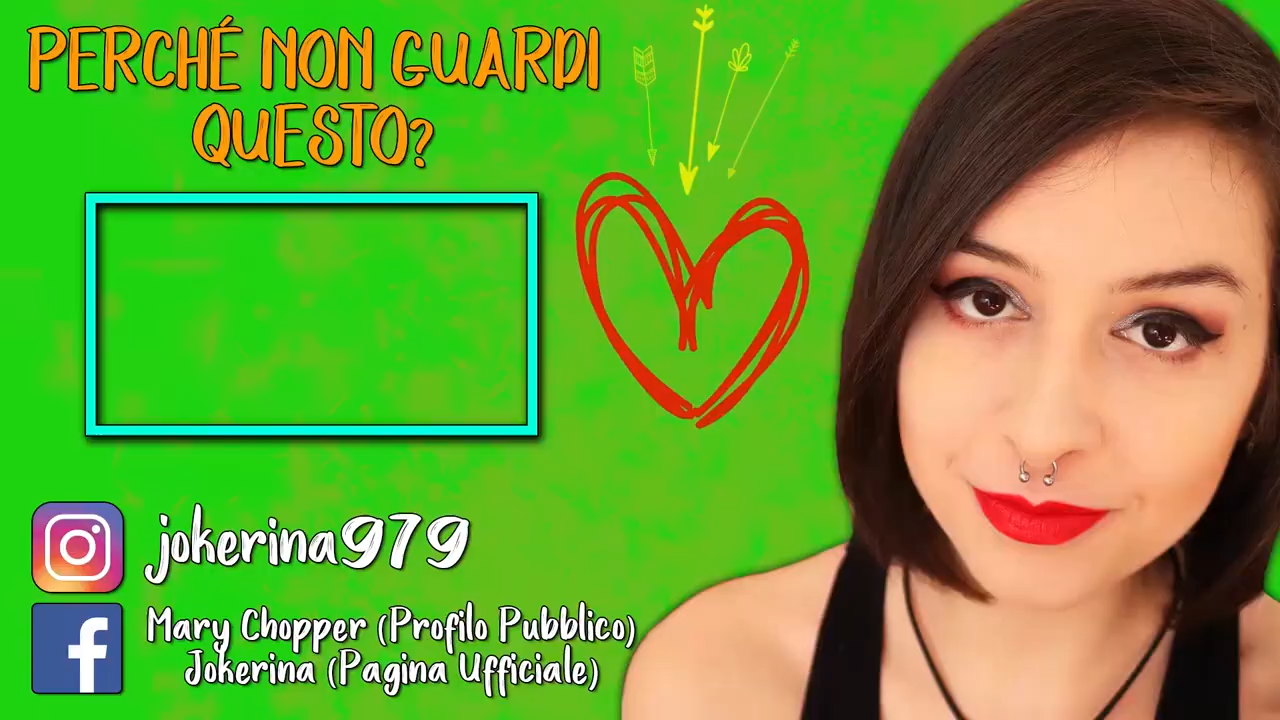 PERCHÉ NON GUARDI
QUESTO?
jokerina979
Mary Chopper (Profilo Pubblico)
Jokerina (Pagina Ufficiale)